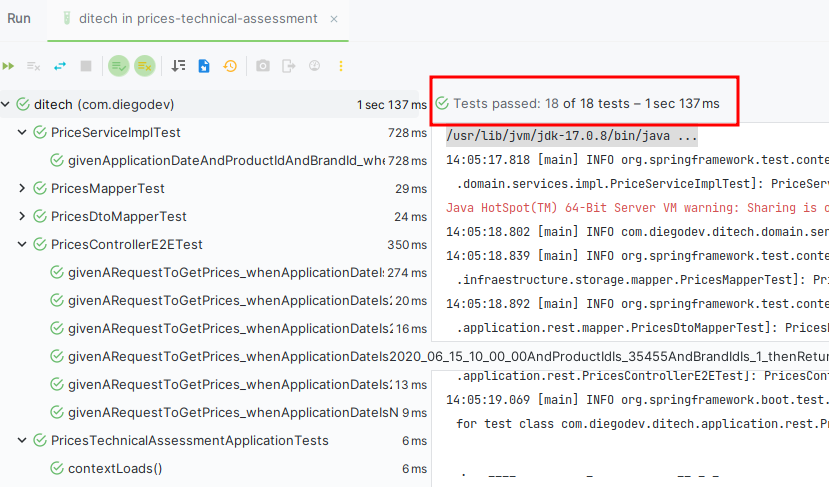 Run
ditech in prices-technical-assessment
Tests passed: 18 of 18 tests – 1 sec 137 ms
ditech (com.diegodev) 1 sec 137 ms
PriceServiceImplTest 728 ms
givenApplicationDateAndProductIdAndBrandId_whe 728 ms
PricesMapperTest 29 ms
PricesDtoMapperTest 24 ms
PricesControllerE2ETest 350 ms
givenARequestToGetPrices_whenApplicationDateIs 274 ms
givenARequestToGetPrices_whenApplicationDateIs 20 ms
givenARequestToGetPrices_whenApplicationDateIs 16 ms
givenARequestToGetPrices_whenApplicationDateIs2020_06_15_10_00_00AndProductIdIs_35455AndBrandIdIs_1_thenRetur
givenARequestToGetPrices_whenApplicationDateIs 13 ms
givenARequestToGetPrices_whenApplicationDateIsN 9 ms
PricesTechnicalAssessmentApplicationTests 6 ms
contextLoads() 6 ms
/usr/lib/jvm/jdk-17.0.8/bin/java ...
14:05:17.818 [main] INFO org.springframework.test.conte
.domain.services.impl.PriceServiceImplTest]: PriceServ
Java HotSpot(TM) 64-Bit Server VM warning: Sharing is o
14:05:18.802 [main] INFO com.diegodev.ditech.domain.ser
14:05:18.839 [main] INFO org.springframework.test.conte
.infraestructure.storage.mapper.PricesMapperTest]: Pri
14:05:18.892 [main] INFO org.springframework.test.conte
.application.rest.mapper.PricesDtoMapperTest]: PricesD
.application.rest.PricesControllerE2ETest]: PricesCont
14:05:19.069 [main] INFO org.springframework.boot.test.
for test class com.diegodev.ditech.application.rest.Pr